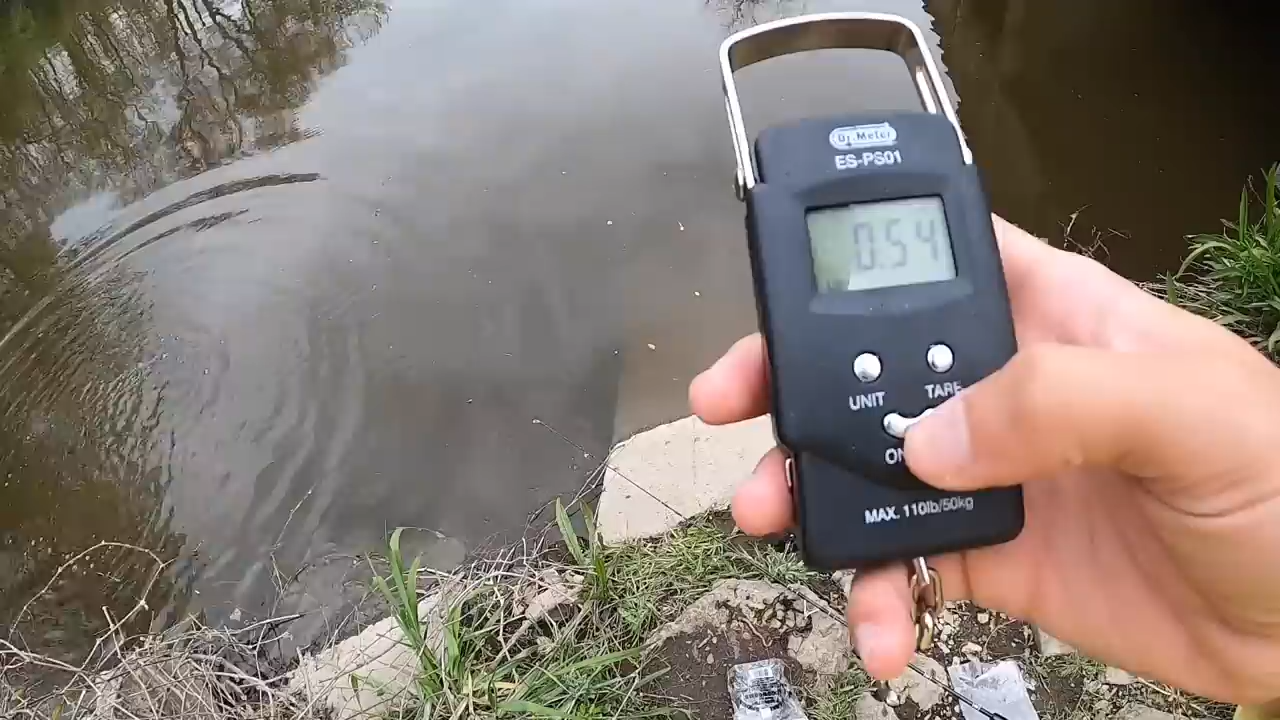 Dr.Meter
ES-PS01
0.54
UNIT
TARE
ON
MAX. 110lb/50kg